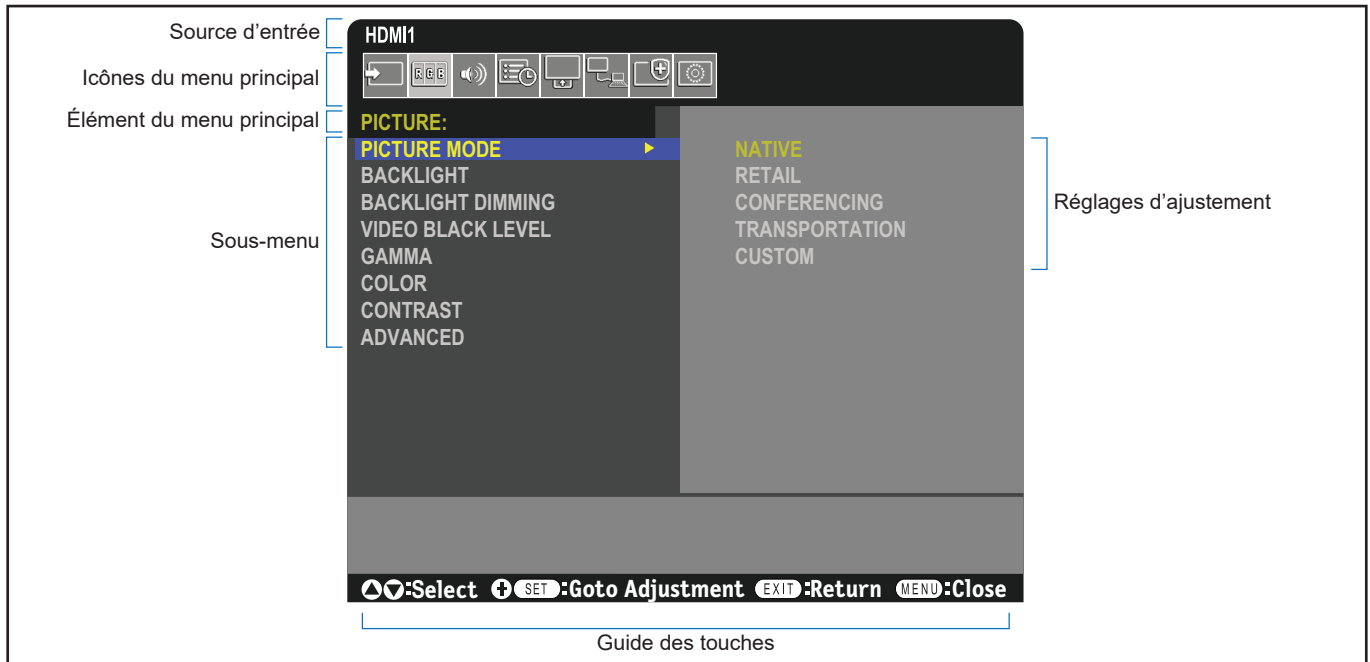 Source d’entrée
HDMI1
Icônes du menu principal
RGB
Élément du menu principal
PICTURE:
PICTURE MODE
BACKLIGHT
BACKLIGHT DIMMING
VIDEO BLACK LEVEL
GAMMA
COLOR
CONTRAST
ADVANCED
Sous-menu
NATIVE
RETAIL
CONFERENCING
TRANSPORTATION
CUSTOM
Réglages d’ajustement
:Select SET:Goto Adjustment EXIT:Return MENU:Close
Guide des touches